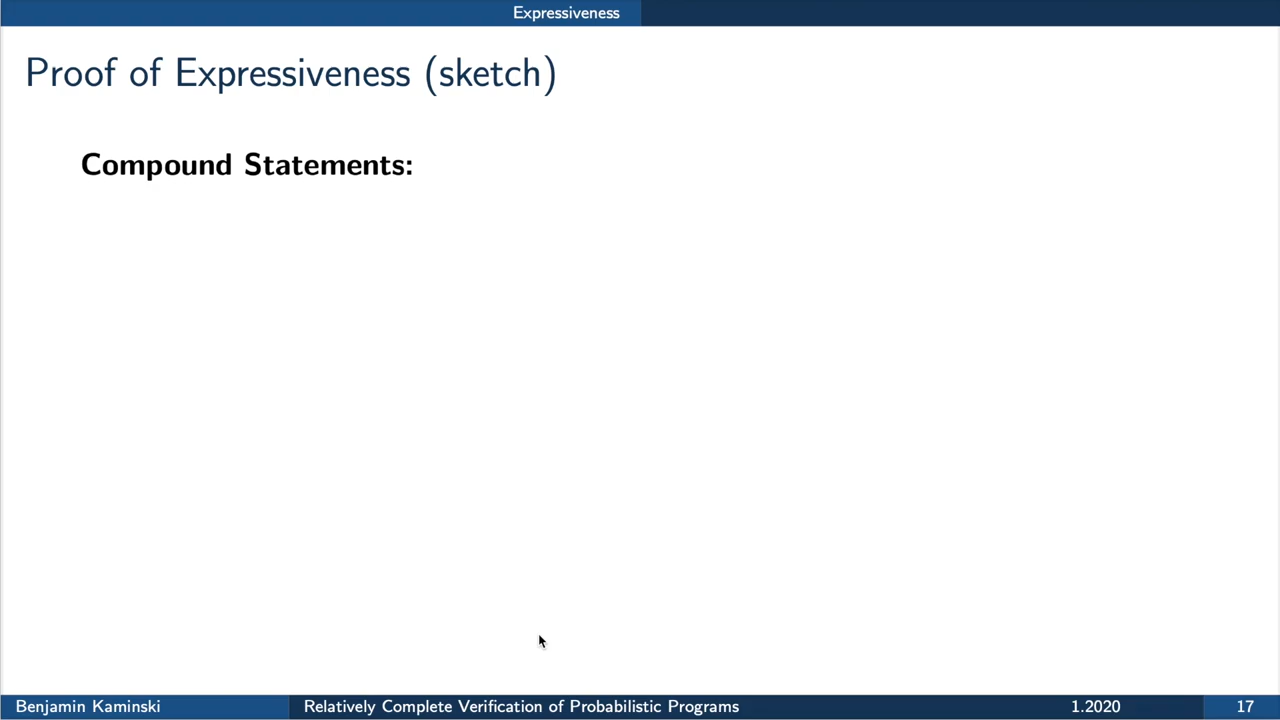 Expressiveness
Proof of Expressiveness (sketch)
Compound Statements:
Benjamin Kaminski
Relatively Complete Verification of Probabilistic Programs
1.2020
17